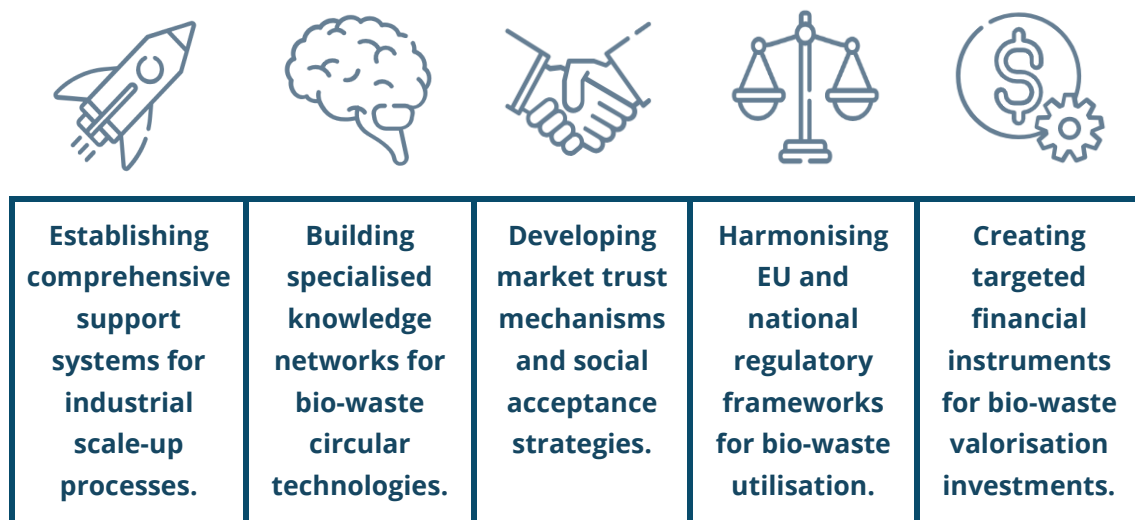 Establishing
comprehensive
support
systems for
industrial
scale-up
processes.
Building
specialised
knowledge
networks for
bio-waste
circular
technologies.
Developing
market trust
mechanisms
and social
acceptance
strategies.
Harmonising
EU and
national
regulatory
frameworks
for bio-waste
utilisation.
Creating
targeted
financial
instruments
for bio-waste
valorisation
investments.